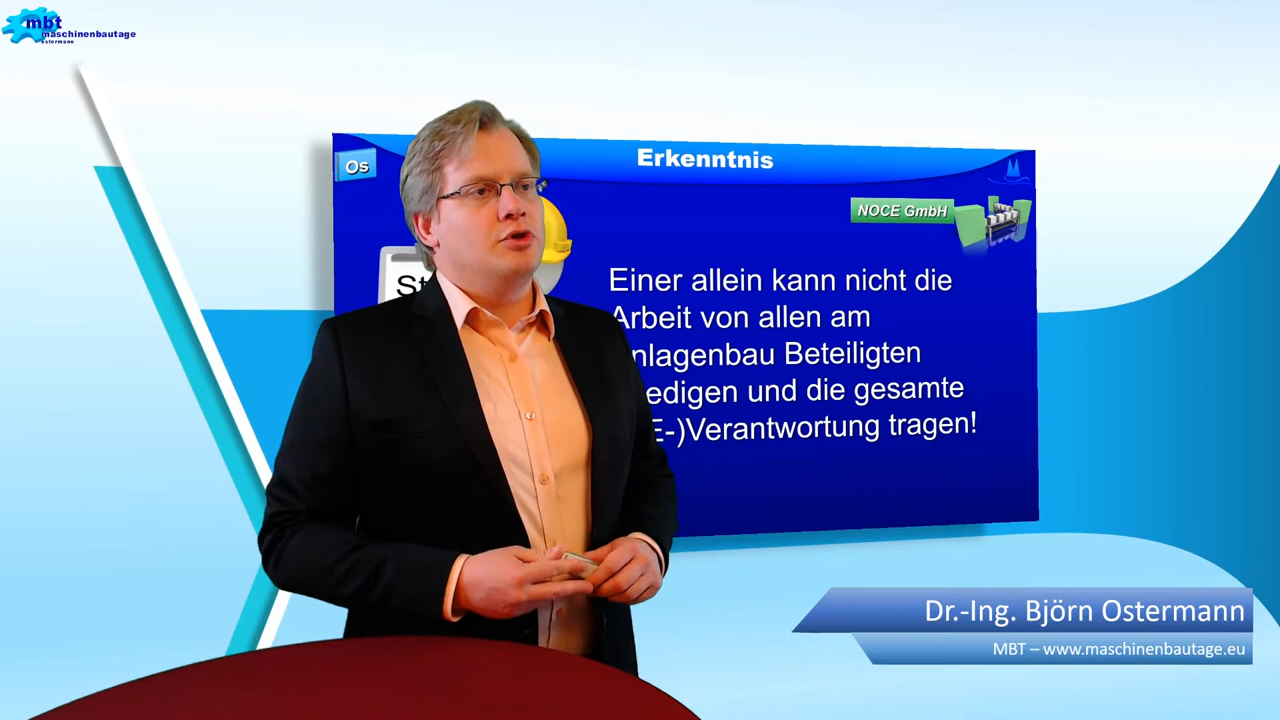 mbt
maschinenbautage
ostermann
Os
Erkenntnis
NOCE GmbH
Einer allein kann nicht die
Arbeit von allen am
nlagenbau Beteiligten
edigen und die gesamte
E-)Verantwortung tragen!
Dr.-Ing. Björn Ostermann
MBT – www.maschinenbautage.eu